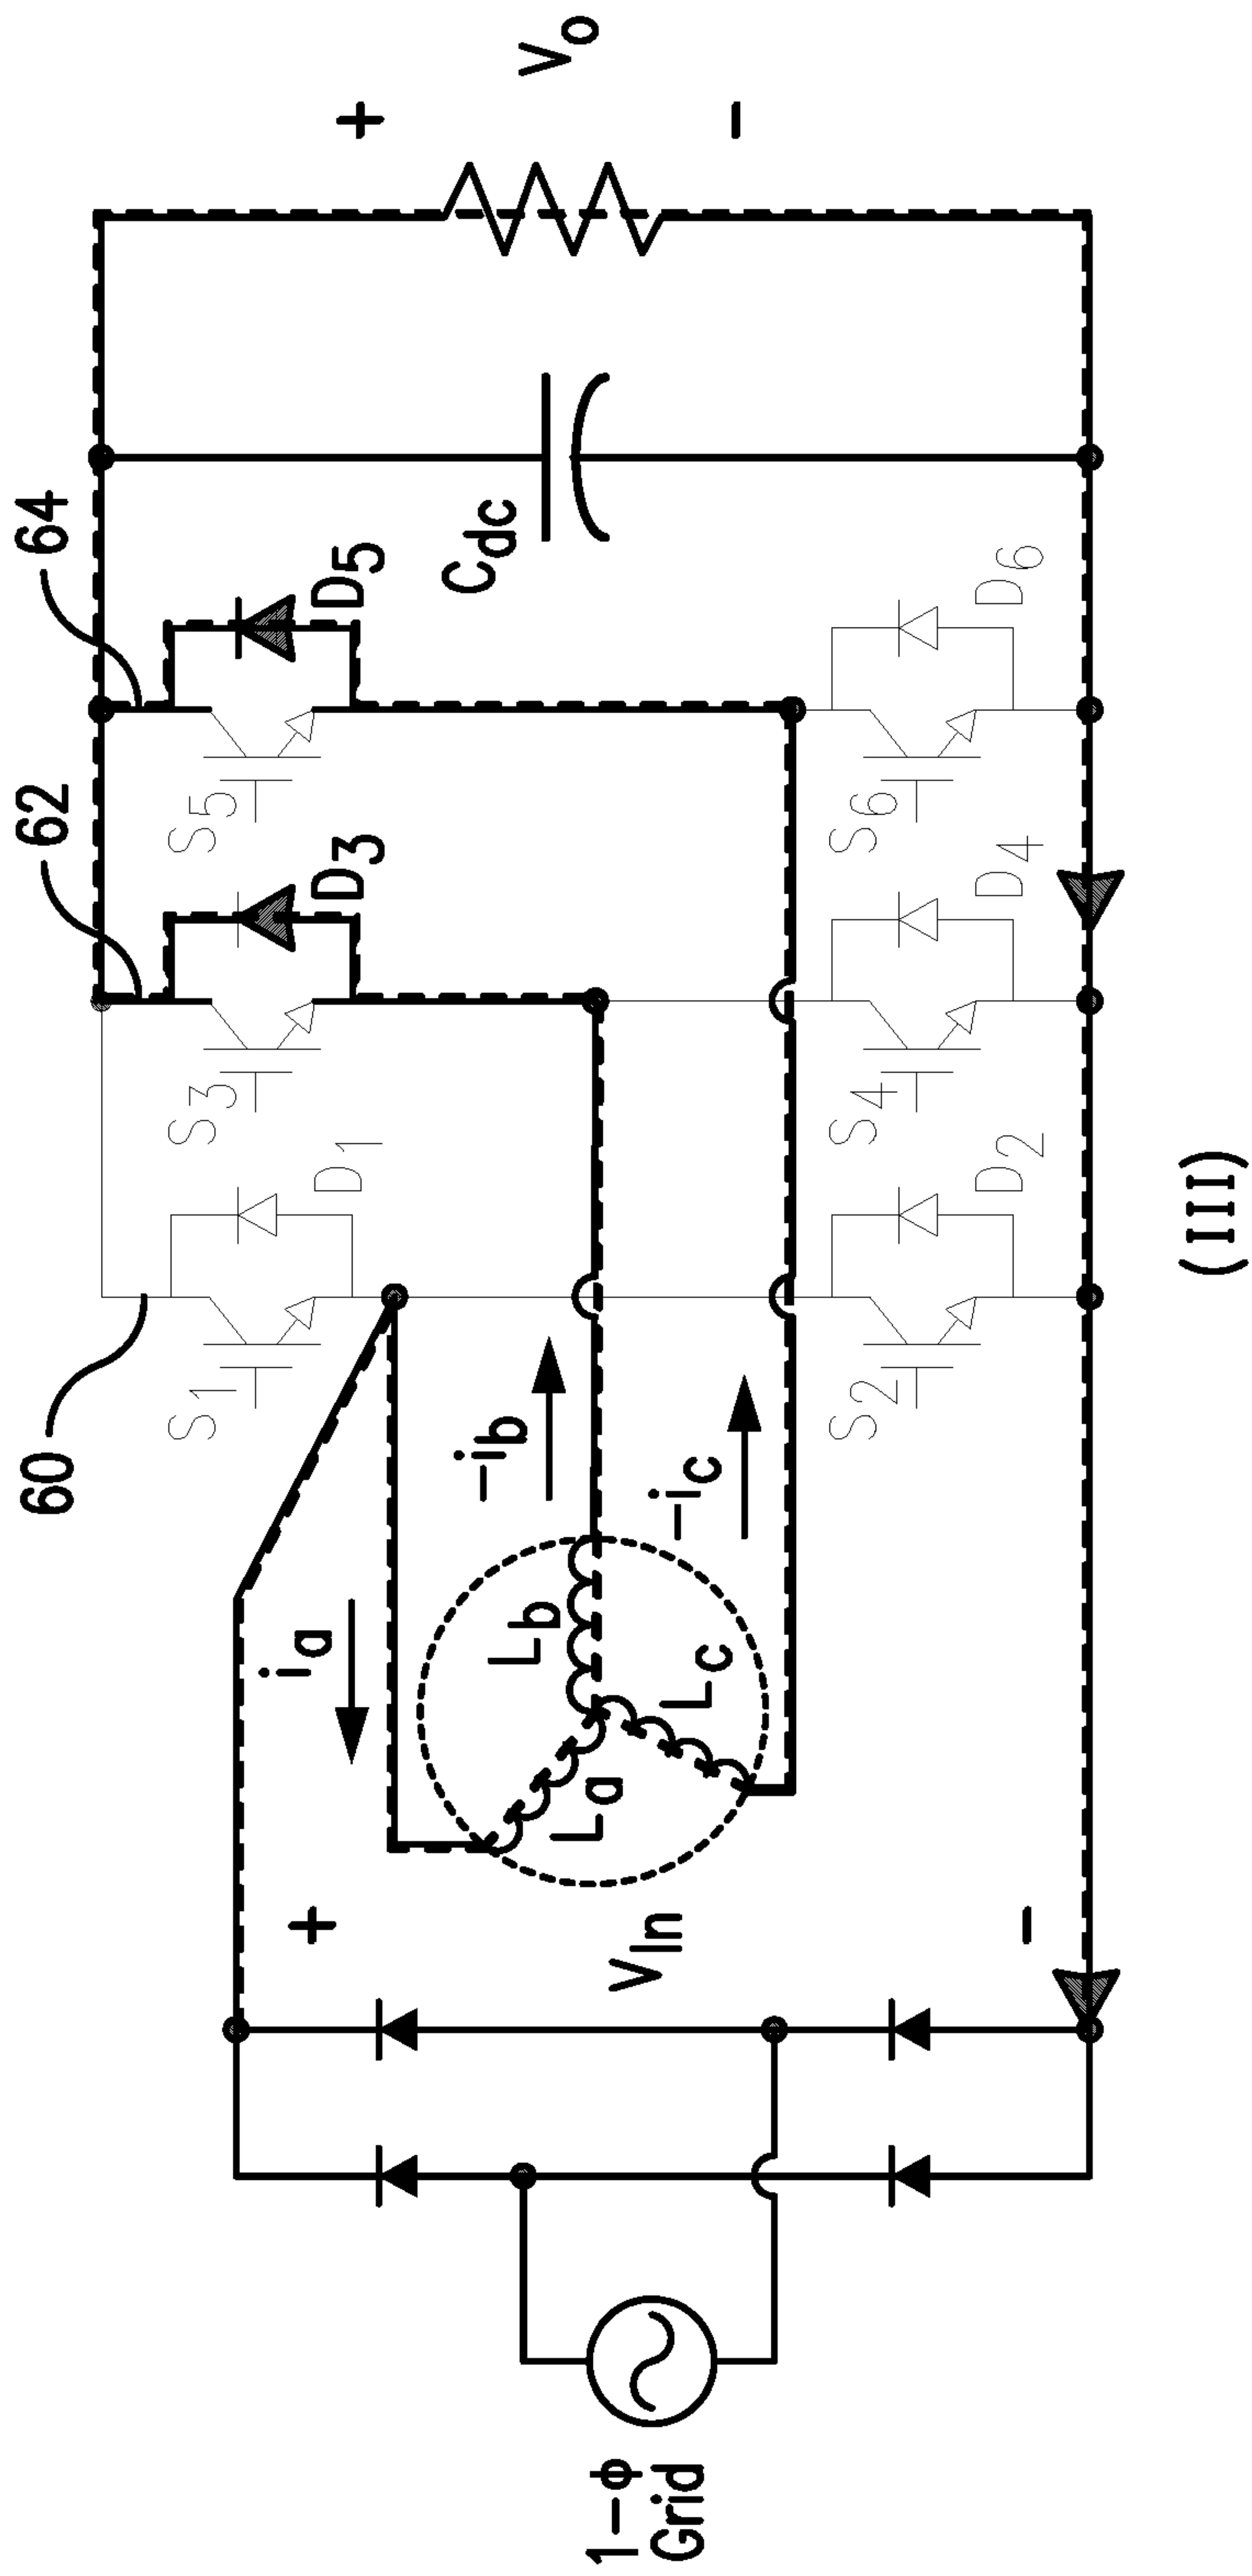 60
62
64
S1
D1
S3
D3
S5
D5
+
Vo
-
Cdc
ia
-ib
-ic
La
Lb
Lc
+
VIn
-
1-ϕ
Grid
S2
D2
S4
D4
S6
D6
(III)